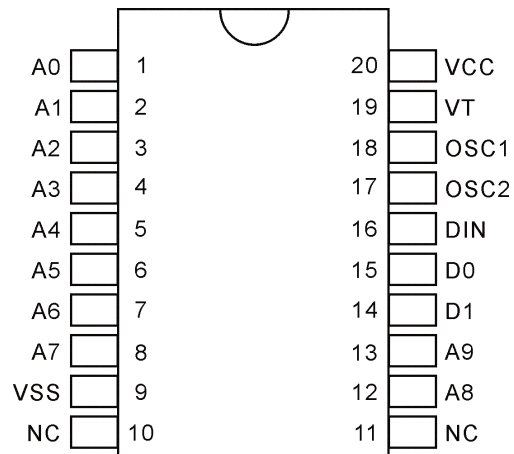 A0 1 20 VCC
A1 2 19 VT
A2 3 18 OSC1
A3 4 17 OSC2
A4 5 16 DIN
A5 6 15 D0
A6 7 14 D1
A7 8 13 A9
VSS 9 12 A8
NC 10 11 NC